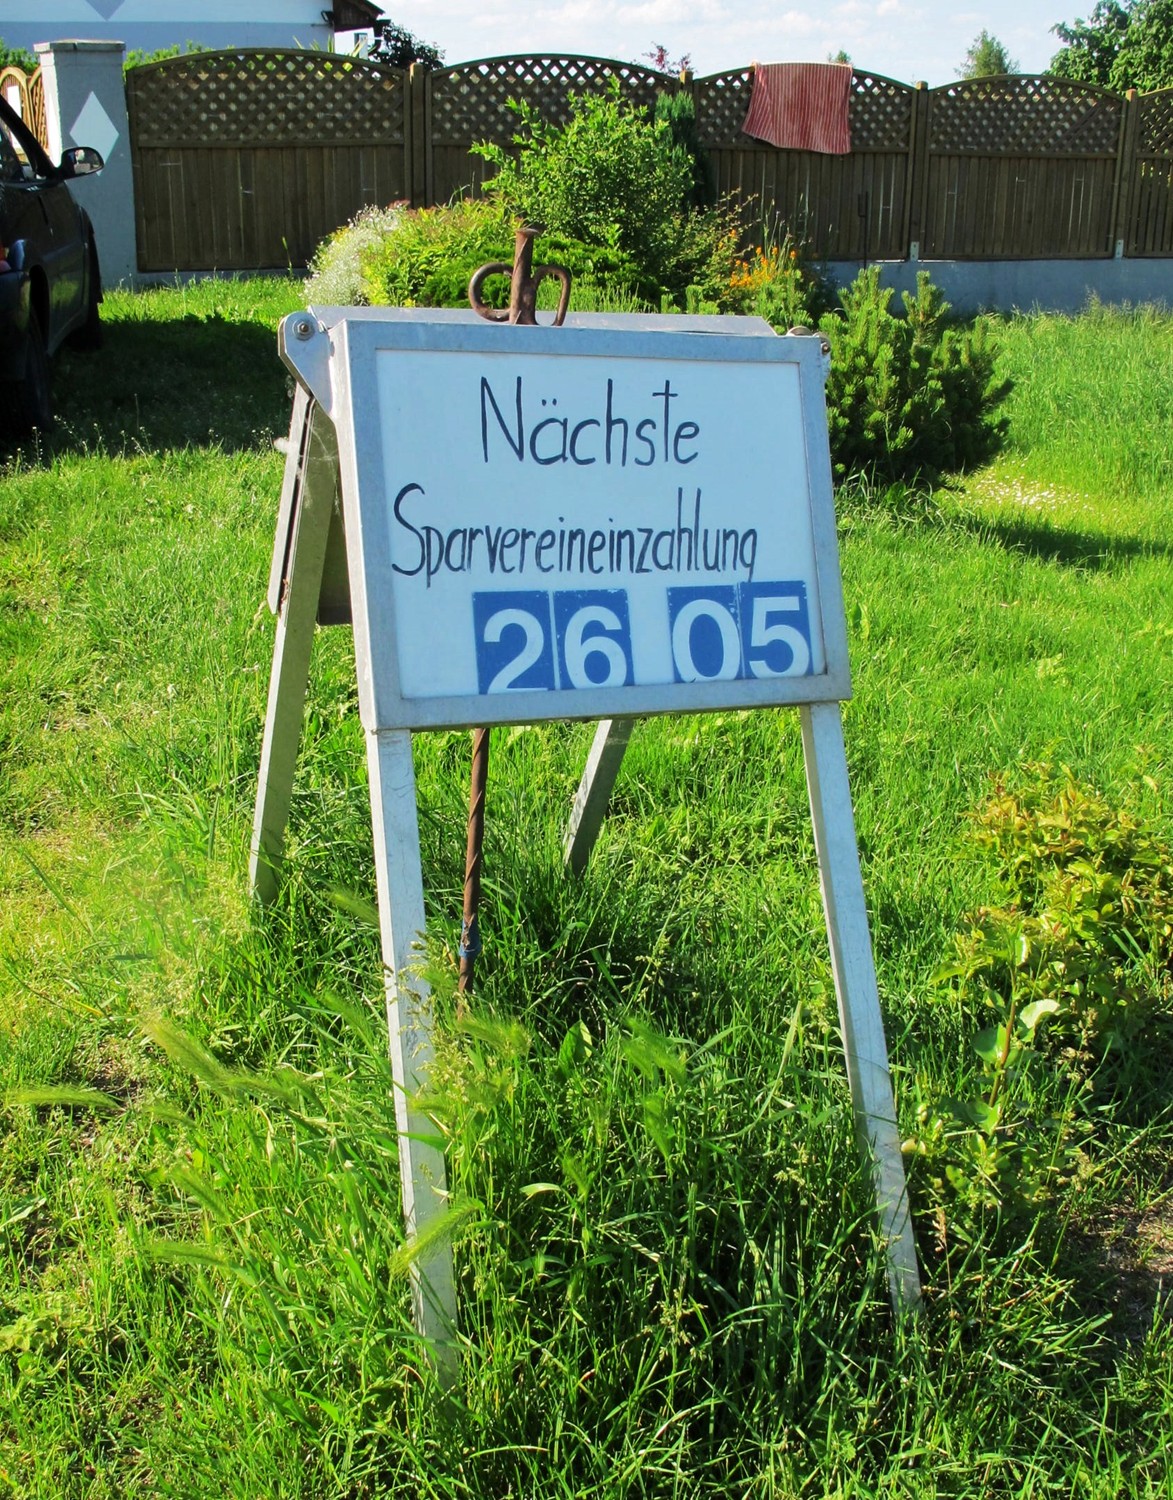 Nächste
Sparvereineinzahlung
26 05